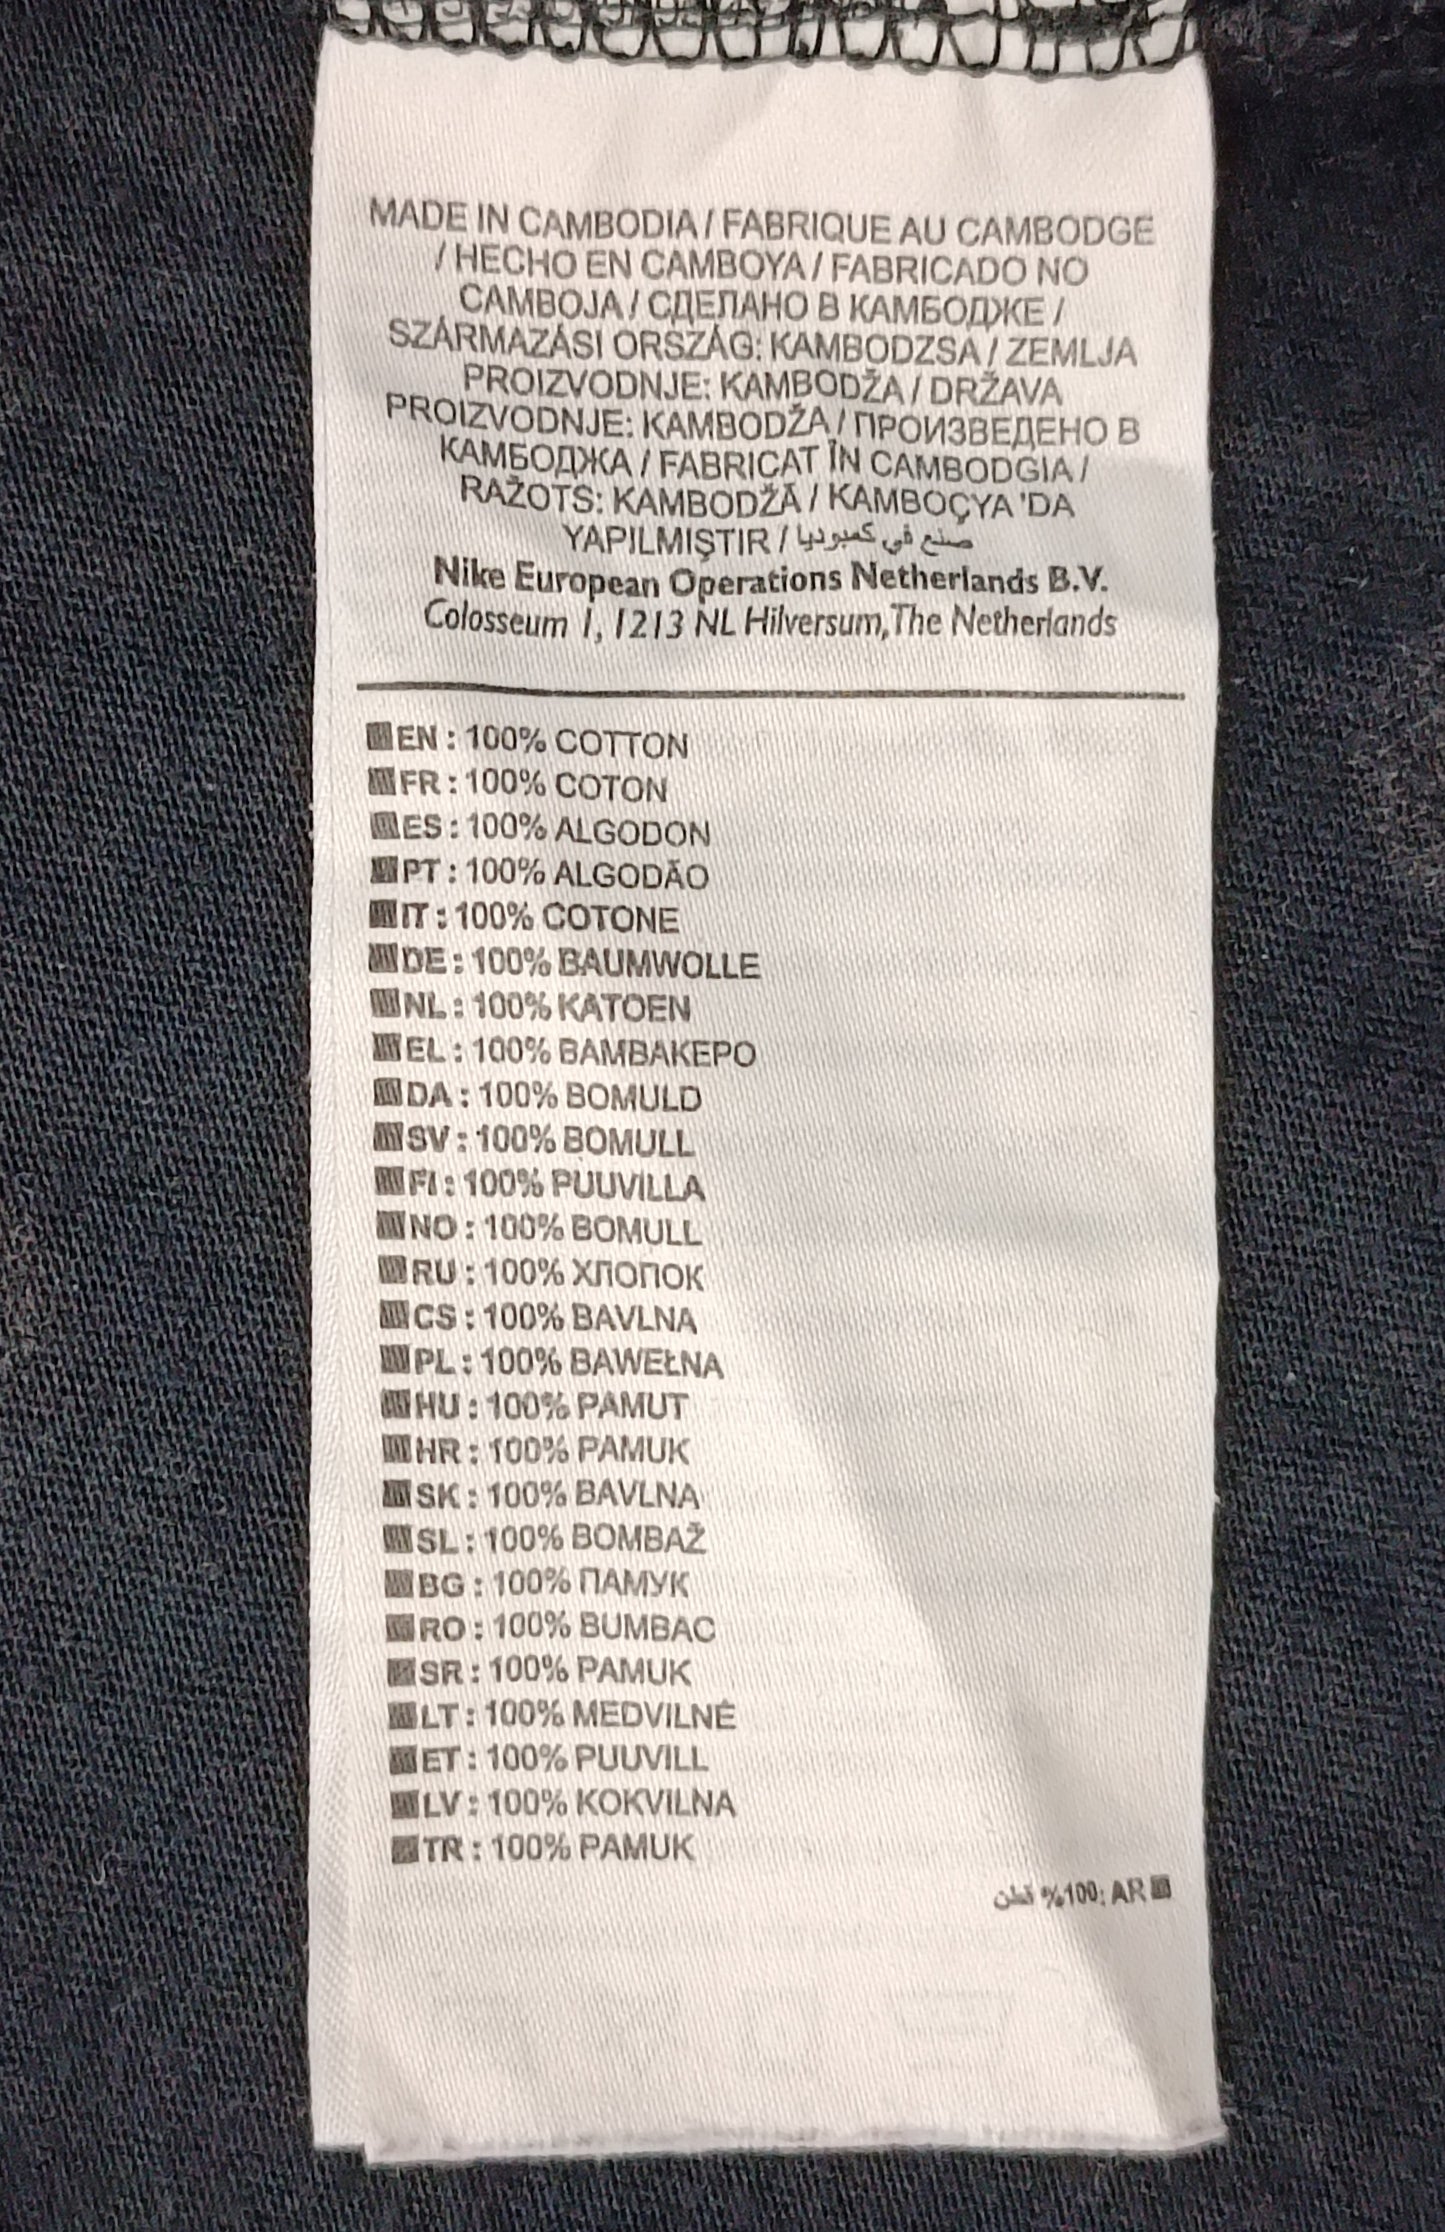 MADE IN CAMBODIA / FABRIQUE AU CAMBODGE
/ HECHO EN CAMBOYA / FABRICADO NO
CAMBOJA / СДЕЛАНО В КАМБОДЖЕ /
SZÁRMAZÁSI ORSZÁG: KAMBODZSA / ZEMLJA
PROIZVODNJE: KAMBODŽA / DRŽAVA
PROIZVODNJE: KAMBODŽA / ПРОИЗВЕДЕНО В
КАМБОДЖА / FABRICAT ÎN CAMBODGIA /
RAŽOTS: KAMBODŽĀ / KAMBOÇYA 'DA
YAPILMIŞTIR / صنع في كمبوديا
Nike European Operations Netherlands B.V.
Colosseum 1, 1213 NL Hilversum, The Netherlands
EN : 100% COTTON
FR : 100% COTON
ES : 100% ALGODON
PT : 100% ALGODÃO
IT : 100% COTONE
DE : 100% BAUMWOLLE
NL : 100% KATOEN
EL : 100% ΒΑΜΒΑΚΕΡΟ
DA : 100% BOMULD
SV : 100% BOMULL
FI : 100% PUUVILLA
NO : 100% BOMULL
RU : 100% ХЛОПОК
CS : 100% BAVLNA
PL : 100% BAWEŁNA
HU : 100% PAMUT
HR : 100% PAMUK
SK : 100% BAVLNA
SL : 100% BOMBAŽ
BG : 100% ПАМУК
RO : 100% BUMBAC
SR : 100% PAMUK
LT : 100% MEDVILNĖ
ET : 100% PUUVILL
LV : 100% KOKVILNA
TR : 100% PAMUK
AR :100% قطن